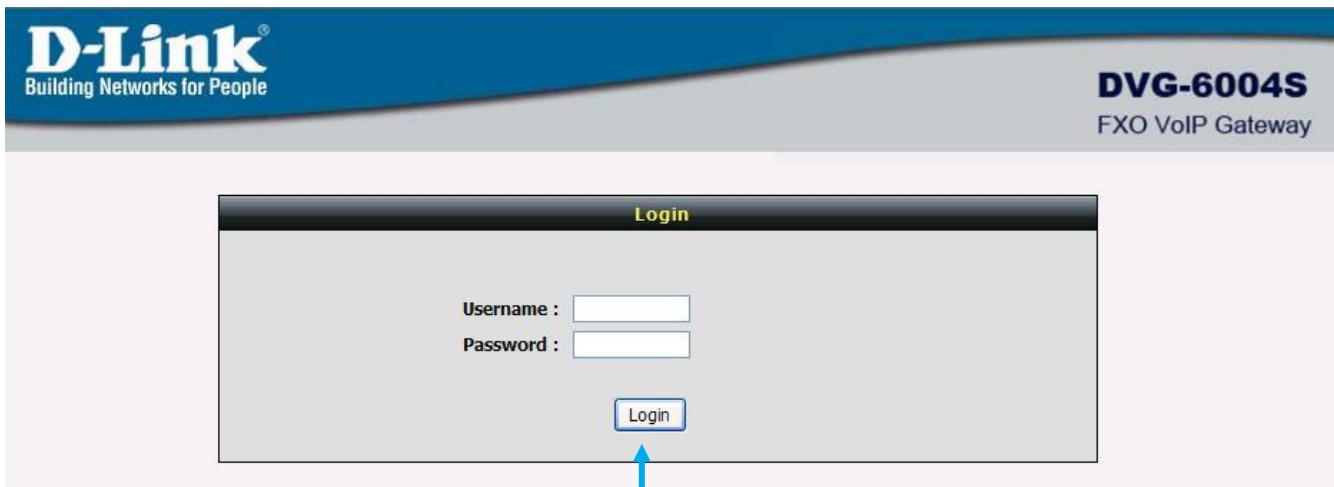 D-Link®
Building Networks for People
DVG-6004S
FXO VoIP Gateway
Login
Username :
Password :
Login